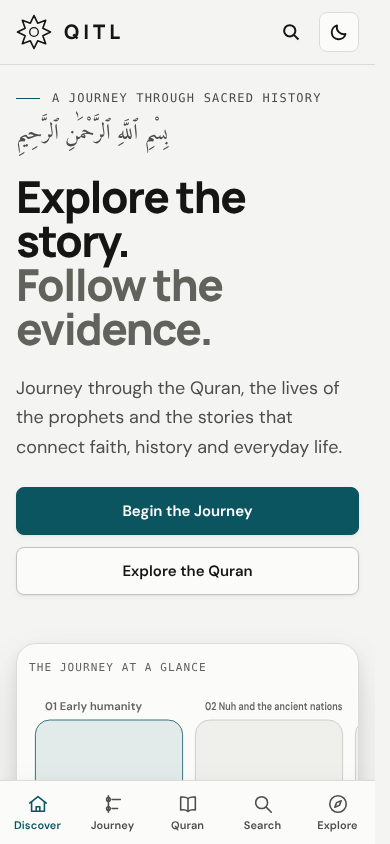 QITL
A JOURNEY THROUGH SACRED HISTORY
بِسْمِ ٱللَّهِ ٱلرَّحْمَٰنِ ٱلرَّحِيمِ
Explore the
story.
Follow the
evidence.
Journey through the Quran, the lives of
the prophets and the stories that
connect faith, history and everyday life.
Begin the Journey
Explore the Quran
THE JOURNEY AT A GLANCE
01 Early humanity
02 Nuh and the ancient nations
Discover
Journey
Quran
Search
Explore